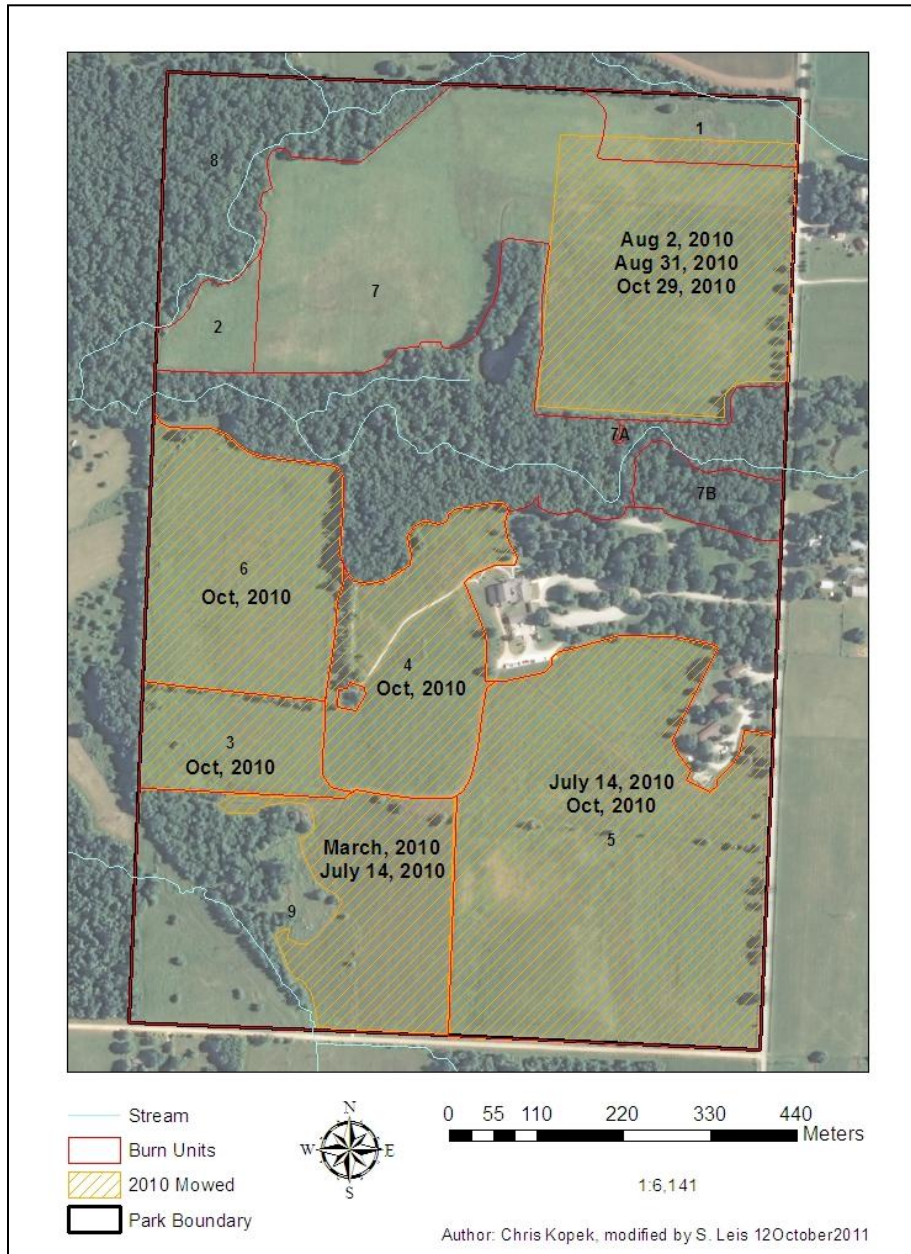 1
8
Aug 2, 2010
Aug 31, 2010
Oct 29, 2010
7
2
7A
7B
6
Oct, 2010
4
Oct, 2010
3
Oct, 2010
July 14, 2010
Oct, 2010
5
March, 2010
July 14, 2010
9
Stream
Burn Units
2010 Mowed
Park Boundary
N
W E
S
0 55 110 220 330 440
Meters
1:6,141
Author: Chris Kopek, modified by S. Leis 12October2011